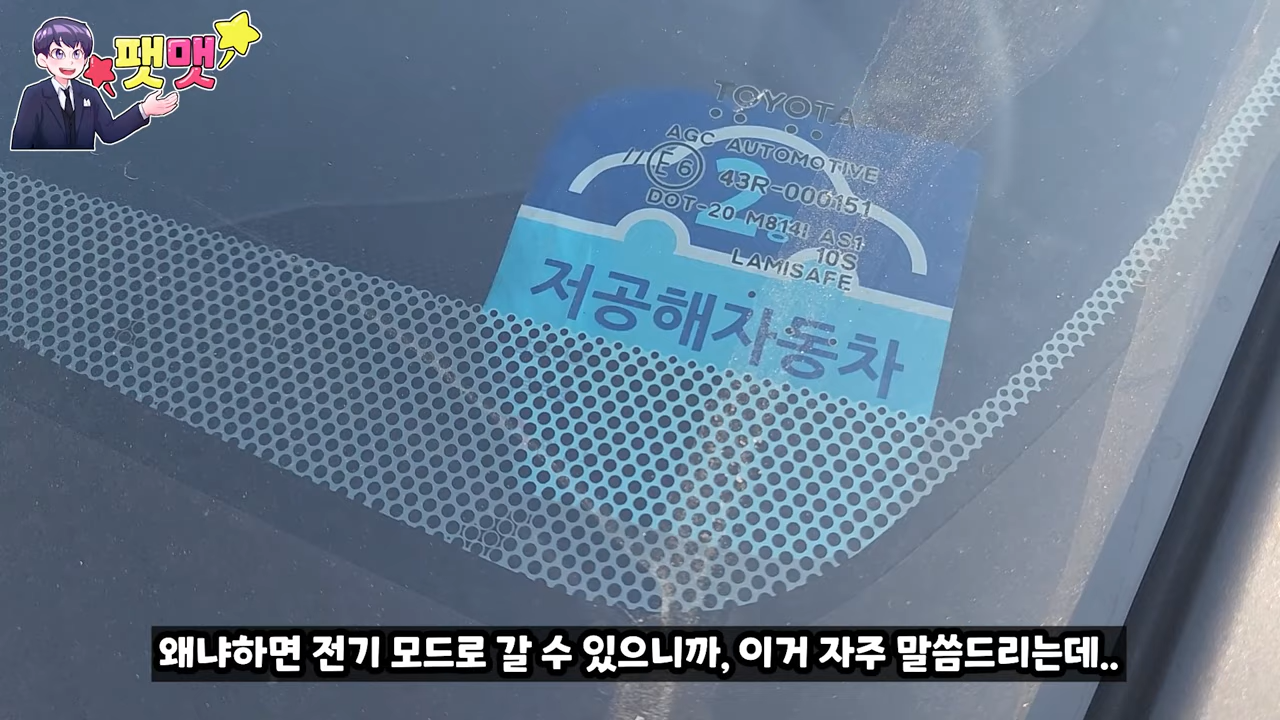 팻맷
TOYOTA
AGC AUTOMOTIVE
E6 43R-000151
DOT-20 M814I AS1
10S
LAMISAFE
2종
저공해자동차
왜냐하면 전기 모드로 갈 수 있으니까, 이거 자주 말씀드리는데..